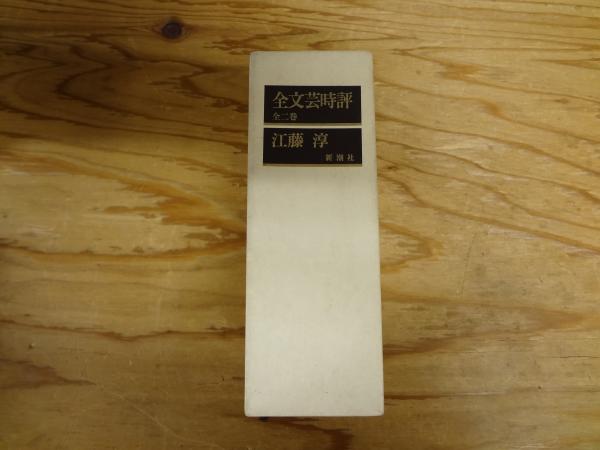 全文芸時評
全二巻
江藤 淳
新潮社